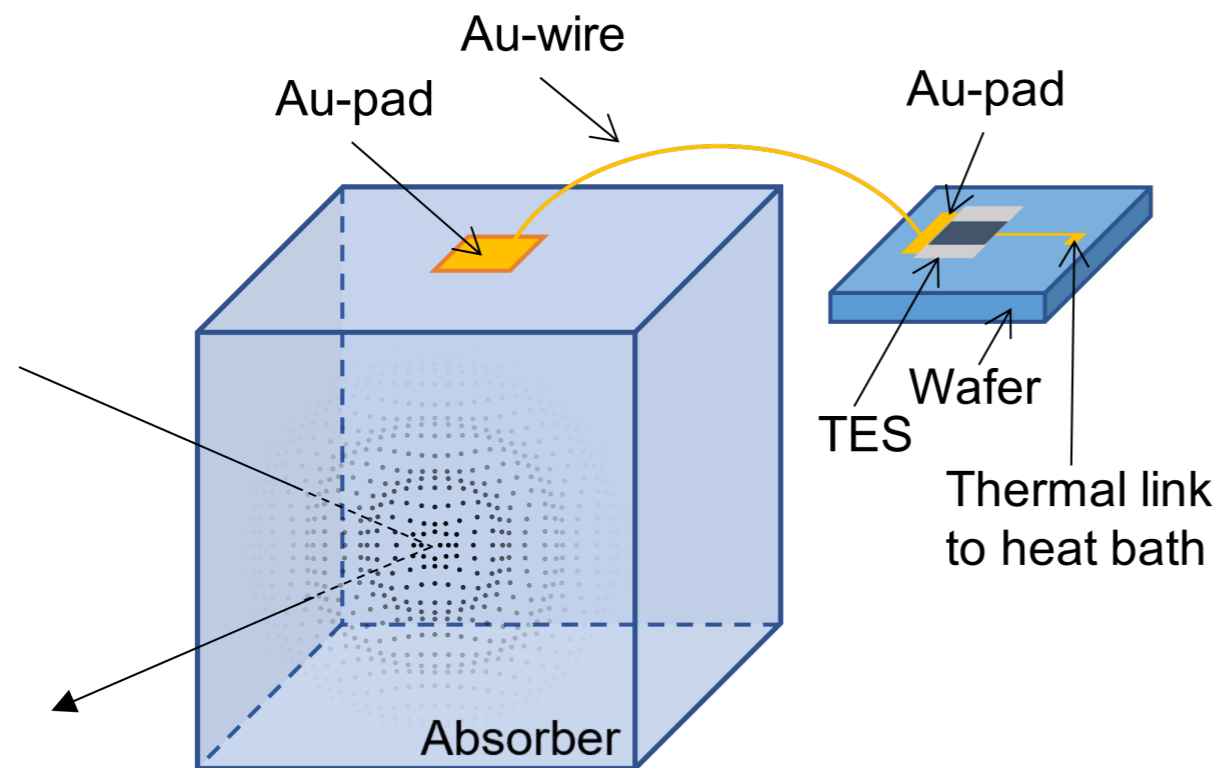 Au-wire
Au-pad
Au-pad
Wafer
TES
Thermal link
to heat bath
Absorber